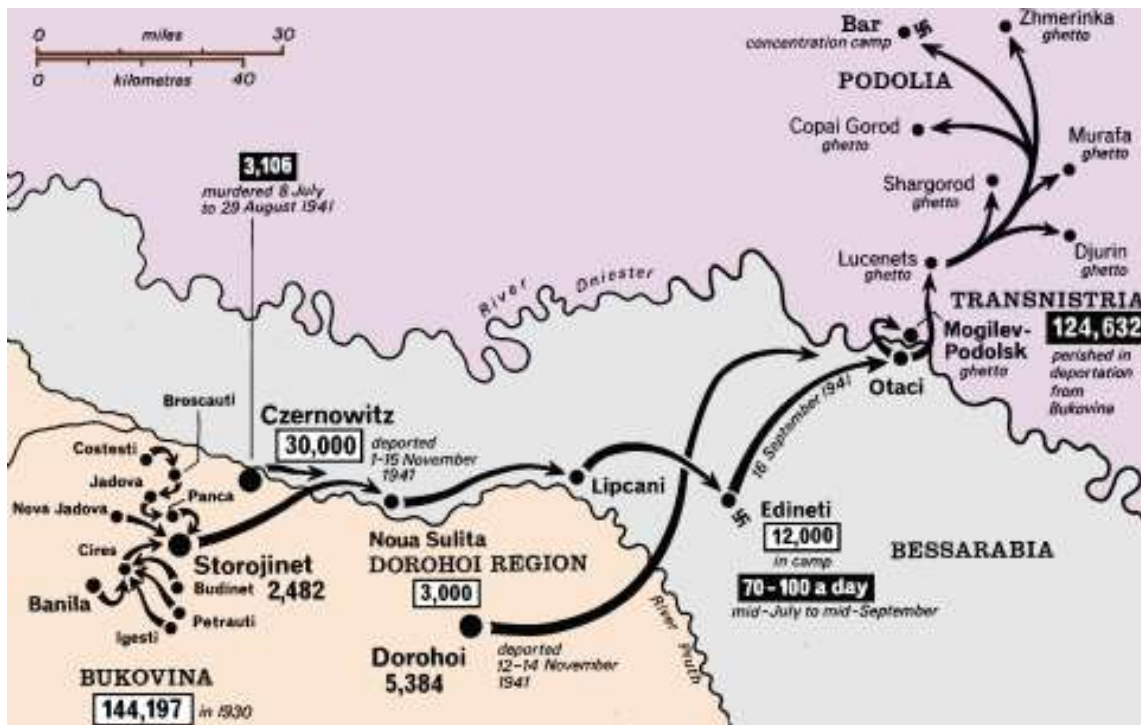 0 miles 30
0 kilometres 40
Bar
concentration camp
Zhmerinka
ghetto
PODOLIA
Copai Gorod
ghetto
Murafa
ghetto
Shargorod
ghetto
Djurin
ghetto
Lucenets
ghetto
3,106
murdered 8 July
to 29 August 1941
River Dniester
TRANSNISTRIA
124,632
perished in
deportation
from
Bukovina
Mogilev-
Podolsk
ghetto
Otaci
16 September 1941
Broscauti
Costesti
Jadova
Nova Jadova
Panca
Cires
Banila
Igesti
Budinet
Petrauti
Storojinet
2,482
Czernowitz
30,000
deported
1-15 November
1941
Noua Sulita
Lipcani
Edineti
12,000
in camp
70-100 a day
mid-July to mid-September
BESSARABIA
DOROHOI REGION
3,000
Dorohoi
5,384
deported
12-14 November
1941
River Pruth
BUKOVINA
144,197 in 1930